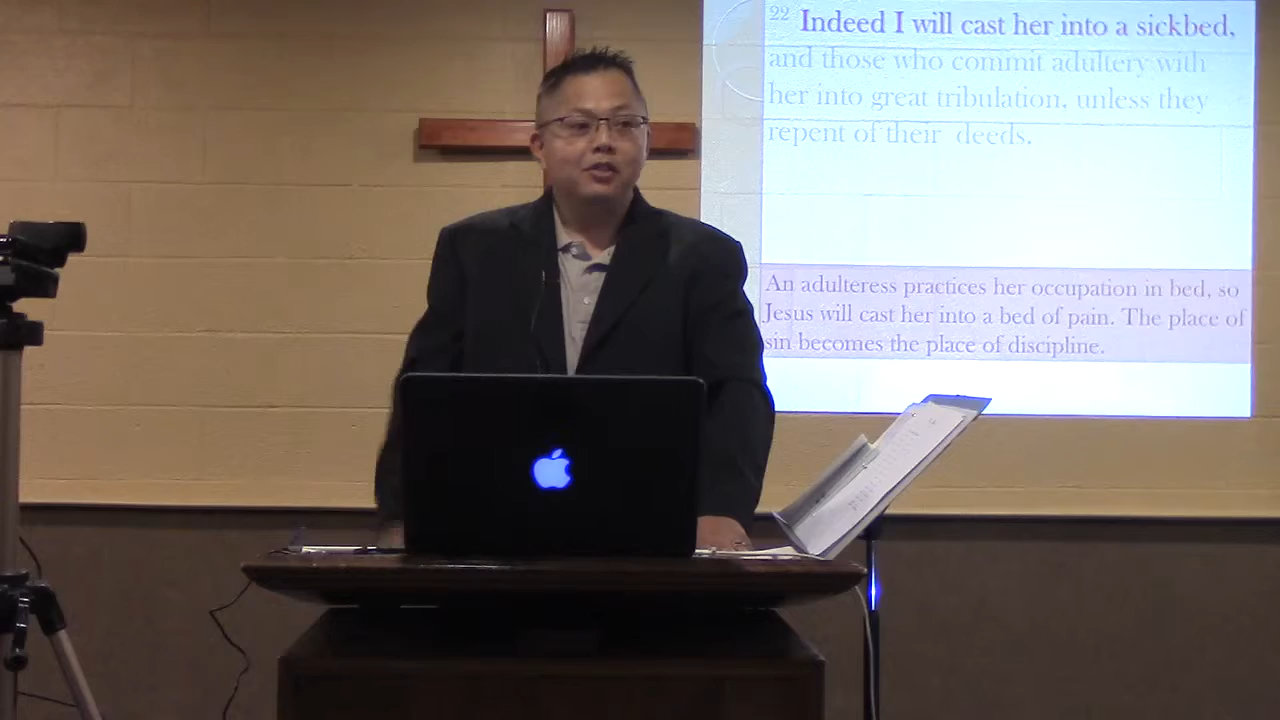 22 Indeed I will cast her into a sickbed,
and those who commit adultery with
her into great tribulation, unless they
repent of their deeds.
An adulteress practices her occupation in bed, so
Jesus will cast her into a bed of pain. The place of
sin becomes the place of discipline.